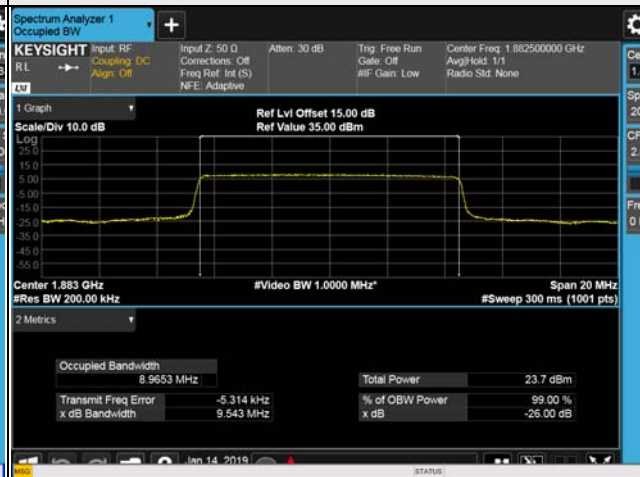 Spectrum Analyzer 1
Occupied BW
+
KEYSIGHT Input: RF Input Z: 50 Ω Atten: 30 dB Trig: Free Run Center Freq: 1.882500000 GHz
RL Coupling: DC Corrections: Off Gate: Off Avg|Hold: 1/1
Align: Off Freq Ref: Int (S) #IF Gain: Low Radio Std: None
LXI NFE: Adaptive
1 Graph
Ref Lvl Offset 15.00 dB
Scale/Div 10.0 dB Ref Value 35.00 dBm
Log
25.0
15.0
5.00
-5.00
-15.0
-25.0
-35.0
-45.0
-55.0
Center 1.883 GHz #Video BW 1.0000 MHz* Span 20 MHz
#Res BW 200.00 kHz #Sweep 300 ms (1001 pts)
2 Metrics
Occupied Bandwidth
8.9653 MHz Total Power 23.7 dBm
Transmit Freq Error -5.314 kHz % of OBW Power 99.00 %
x dB Bandwidth 9.543 MHz x dB -26.00 dB
Jan 14, 2019
MSG STATUS